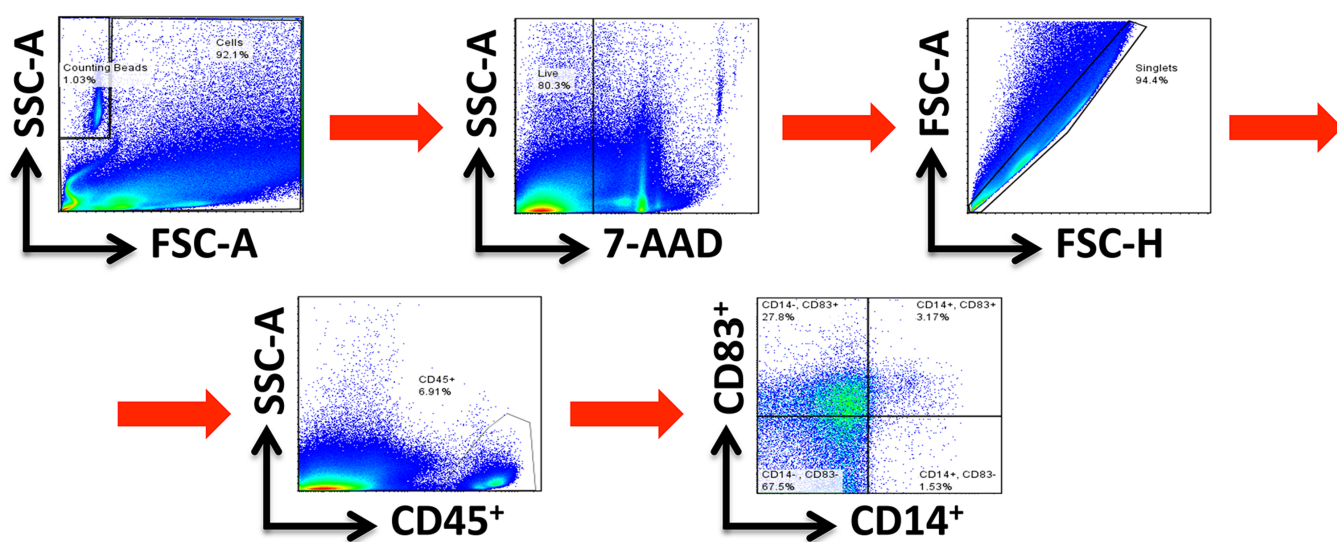 SSC-A
Cells
92.1%
Counting Beads
1.03%
FSC-A
SSC-A
Live
80.3%
7-AAD
FSC-A
Singlets
94.4%
FSC-H
SSC-A
CD45+
6.91%
CD45⁺
CD83⁺
CD14-, CD83+
27.8%
CD14+, CD83+
3.17%
CD14-, CD83-
67.5%
CD14+, CD83-
1.53%
CD14⁺